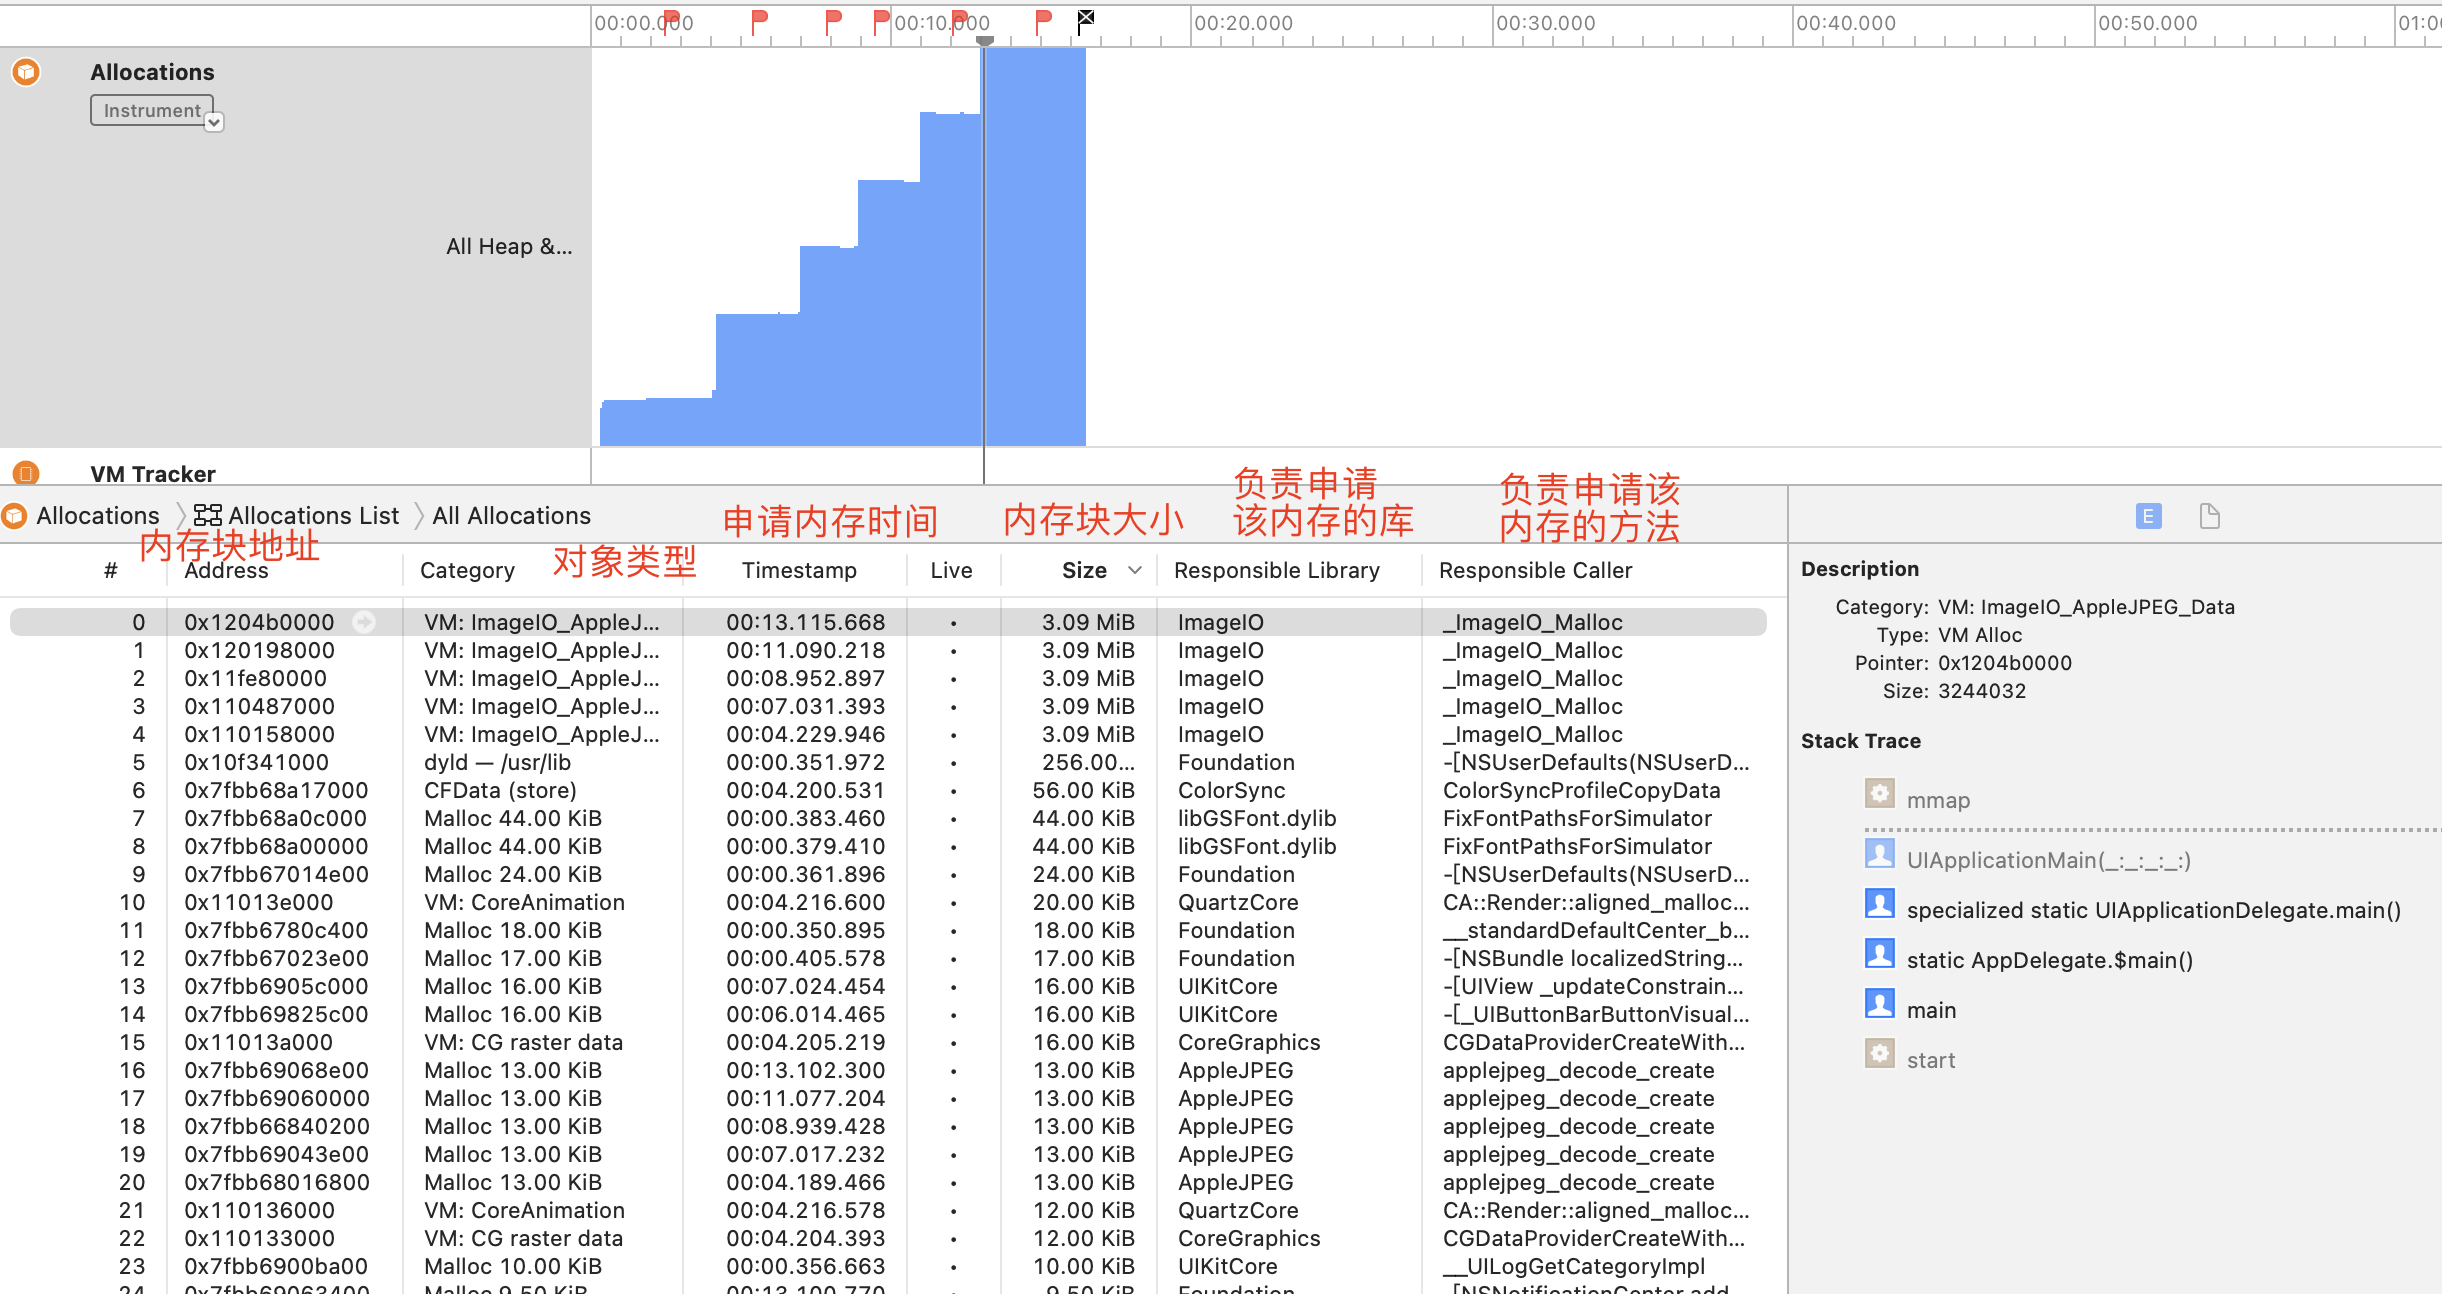 00:00.000 00:10.000 00:20.000 00:30.000 00:40.000 00:50.000
Allocations
Instrument
All Heap &...
VM Tracker
Allocations Allocations List All Allocations
内存块地址
对象类型
申请内存时间
内存块大小
负责申请
该内存的库
负责申请该
内存的方法
E
# Address Category Timestamp Live Size Responsible Library Responsible Caller
0 0x1204b0000 VM: ImageIO_AppleJ... 00:13.115.668 • 3.09 MiB ImageIO _ImageIO_Malloc
1 0x120198000 VM: ImageIO_AppleJ... 00:11.090.218 • 3.09 MiB ImageIO _ImageIO_Malloc
2 0x11fe80000 VM: ImageIO_AppleJ... 00:08.952.897 • 3.09 MiB ImageIO _ImageIO_Malloc
3 0x110487000 VM: ImageIO_AppleJ... 00:07.031.393 • 3.09 MiB ImageIO _ImageIO_Malloc
4 0x110158000 VM: ImageIO_AppleJ... 00:04.229.946 • 3.09 MiB ImageIO _ImageIO_Malloc
5 0x10f341000 dyld — /usr/lib 00:00.351.972 • 256.00... Foundation -[NSUserDefaults(NSUserD...
6 0x7fbb68a17000 CFData (store) 00:04.200.531 • 56.00 KiB ColorSync ColorSyncProfileCopyData
7 0x7fbb68a0c000 Malloc 44.00 KiB 00:00.383.460 • 44.00 KiB libGSFont.dylib FixFontPathsForSimulator
8 0x7fbb68a00000 Malloc 44.00 KiB 00:00.379.410 • 44.00 KiB libGSFont.dylib FixFontPathsForSimulator
9 0x7fbb67014e00 Malloc 24.00 KiB 00:00.361.896 • 24.00 KiB Foundation -[NSUserDefaults(NSUserD...
10 0x11013e000 VM: CoreAnimation 00:04.216.600 • 20.00 KiB QuartzCore CA::Render::aligned_malloc...
11 0x7fbb6780c400 Malloc 18.00 KiB 00:00.350.895 • 18.00 KiB Foundation __standardDefaultCenter_b...
12 0x7fbb67023e00 Malloc 17.00 KiB 00:00.405.578 • 17.00 KiB Foundation -[NSBundle localizedString...
13 0x7fbb6905c000 Malloc 16.00 KiB 00:07.024.454 • 16.00 KiB UIKitCore -[UIView _updateConstrain...
14 0x7fbb69825c00 Malloc 16.00 KiB 00:06.014.465 • 16.00 KiB UIKitCore -[_UIButtonBarButtonVisual...
15 0x11013a000 VM: CG raster data 00:04.205.219 • 16.00 KiB CoreGraphics CGDataProviderCreateWith...
16 0x7fbb69068e00 Malloc 13.00 KiB 00:13.102.300 • 13.00 KiB AppleJPEG applejpeg_decode_create
17 0x7fbb69060000 Malloc 13.00 KiB 00:11.077.204 • 13.00 KiB AppleJPEG applejpeg_decode_create
18 0x7fbb66840200 Malloc 13.00 KiB 00:08.939.428 • 13.00 KiB AppleJPEG applejpeg_decode_create
19 0x7fbb69043e00 Malloc 13.00 KiB 00:07.017.232 • 13.00 KiB AppleJPEG applejpeg_decode_create
20 0x7fbb68016800 Malloc 13.00 KiB 00:04.189.466 • 13.00 KiB AppleJPEG applejpeg_decode_create
21 0x110136000 VM: CoreAnimation 00:04.216.578 • 12.00 KiB QuartzCore CA::Render::aligned_malloc...
22 0x110133000 VM: CG raster data 00:04.204.393 • 12.00 KiB CoreGraphics CGDataProviderCreateWith...
23 0x7fbb6900ba00 Malloc 10.00 KiB 00:00.356.663 • 10.00 KiB UIKitCore __UILogGetCategoryImpl
Description
Category: VM: ImageIO_AppleJPEG_Data
Type: VM Alloc
Pointer: 0x1204b0000
Size: 3244032
Stack Trace
mmap
UIApplicationMain(_:_:_:_:)
specialized static UIApplicationDelegate.main()
static AppDelegate.$main()
main
start